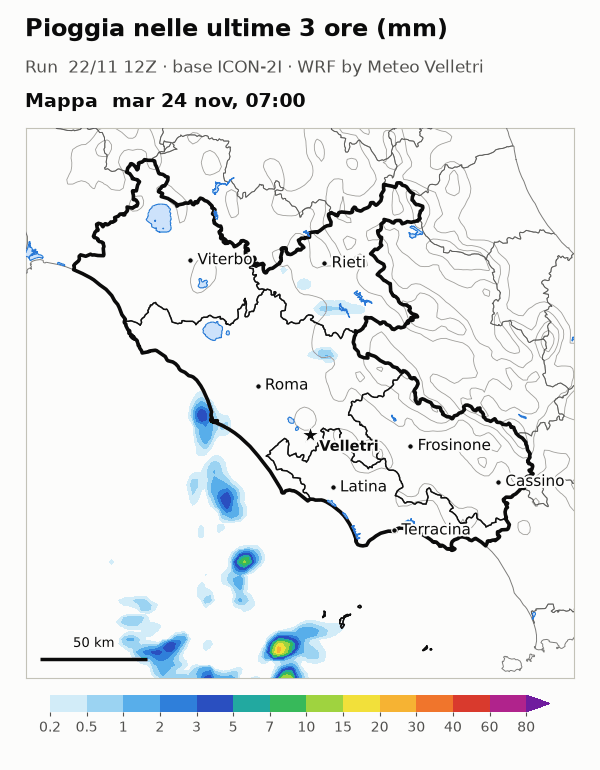 Pioggia nelle ultime 3 ore (mm)
Run  22/11 12Z · base ICON-2I · WRF by Meteo Velletri
Mappa  mar 24 nov, 07:00
Viterbo
Rieti
Roma
Velletri
Frosinone
Latina
Cassino
Terracina
50 km
0.2 0.5 1 2 3 5 7 10 15 20 30 40 60 80